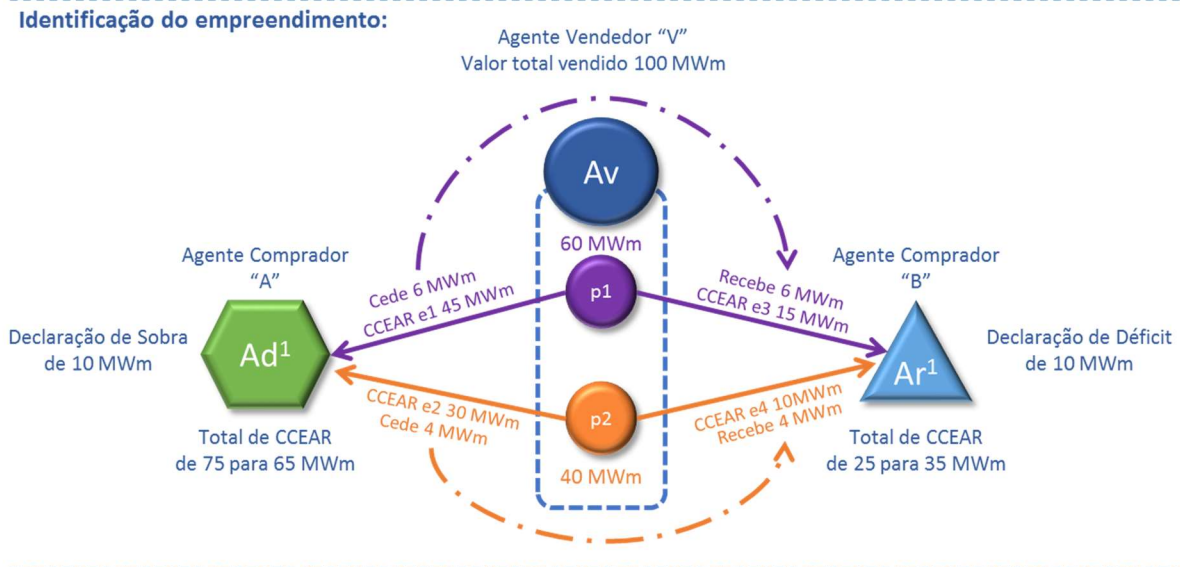 Identificação do empreendimento:
Agente Vendedor “V”
Valor total vendido 100 MWm
Av
60 MWm
p1
Agente Comprador
“A”
Declaração de Sobra
de 10 MWm
Ad¹
Total de CCEAR
de 75 para 65 MWm
Cede 6 MWm
CCEAR e1 45 MWm
CCEAR e2 30 MWm
Cede 4 MWm
p2
40 MWm
Recebe 6 MWm
CCEAR e3 15 MWm
CCEAR e4 10MWm
Recebe 4 MWm
Agente Comprador
“B”
Ar¹
Declaração de Déficit
de 10 MWm
Total de CCEAR
de 25 para 35 MWm